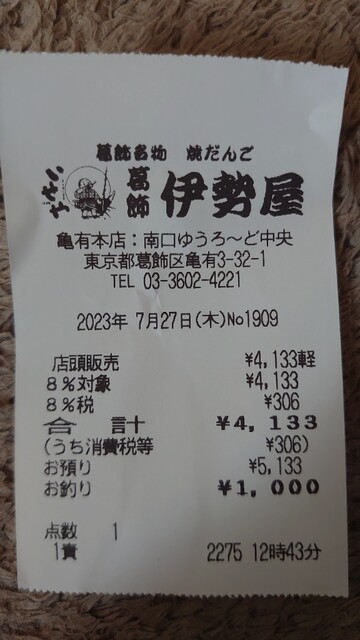 葛飾名物 焼だんご
葛飾 伊勢屋
亀有本店：南口ゆうろ〜ど中央
東京都葛飾区亀有3-32-1
TEL 03-3602-4221
2023年 7月27日(木)No1909
店頭販売 ¥4,133軽
8％対象 ¥4,133
8％税 ¥306
合 計 ¥4,133
(うち消費税等 ¥306)
お預り ¥5,133
お釣り ¥1,000
点数 1
1責 2275 12時43分